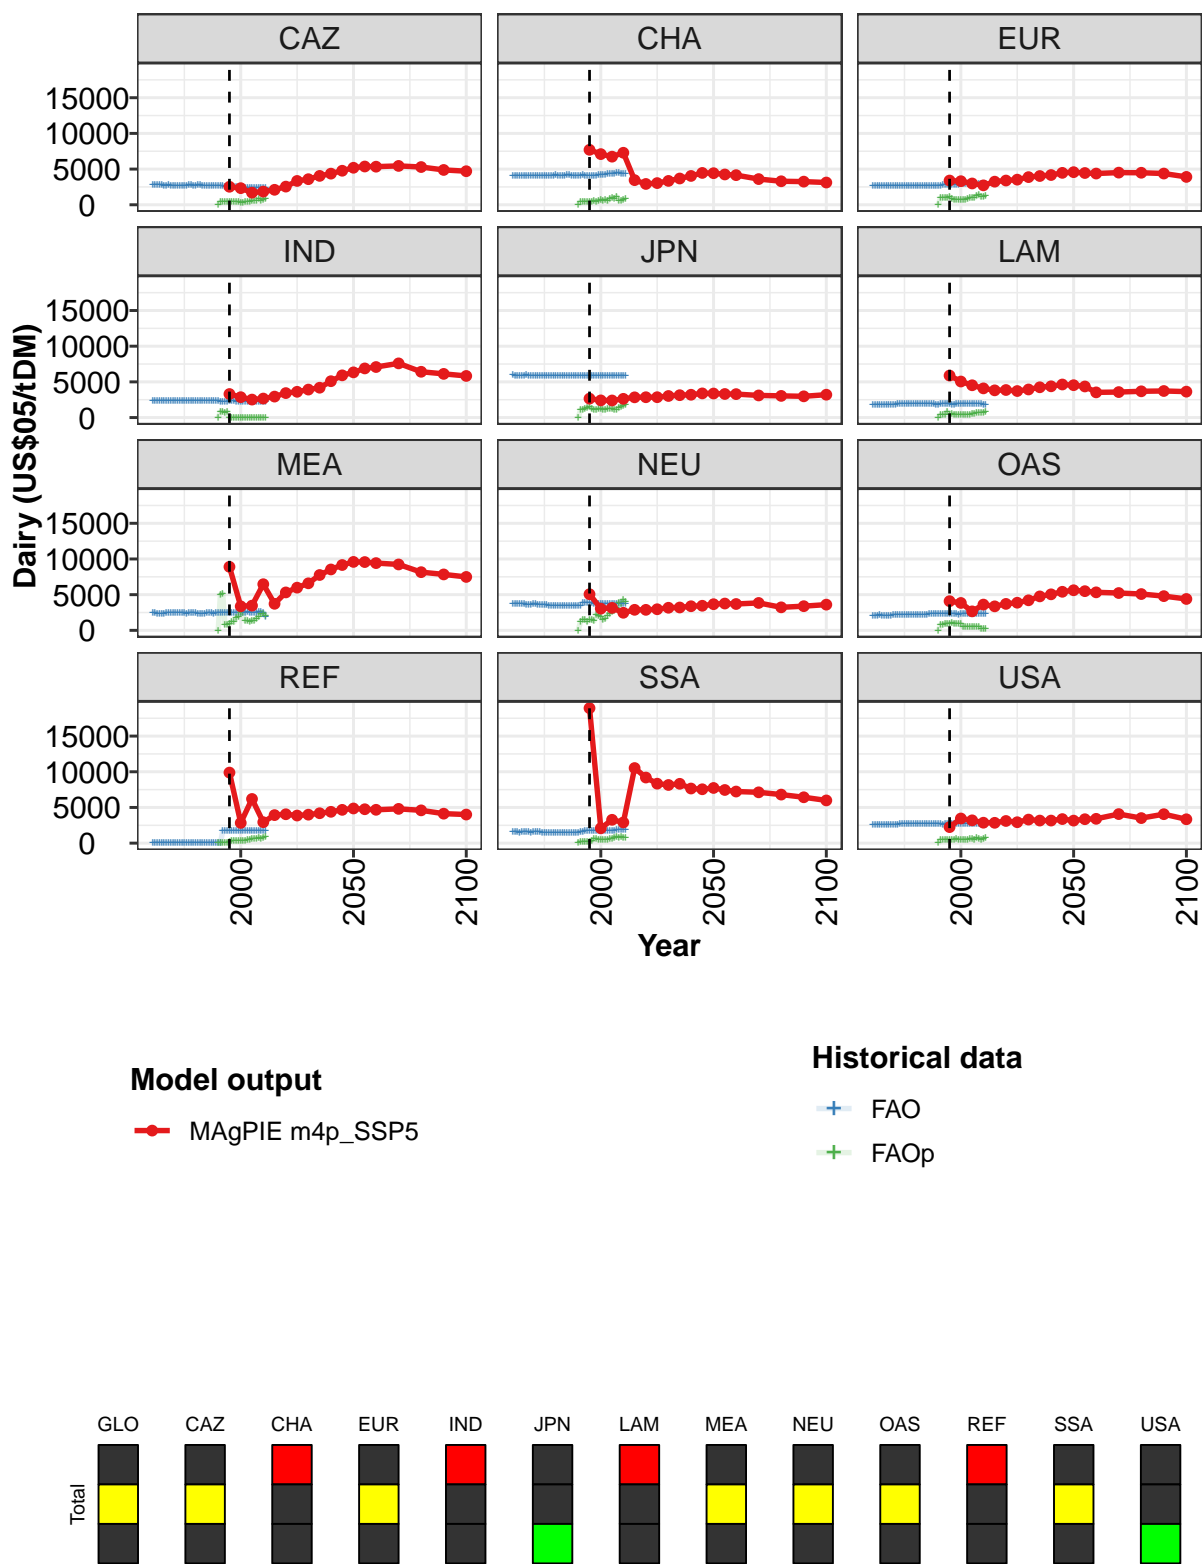 CAZ CHA EUR
15000
10000
5000
0
IND JPN LAM
15000
10000
5000
0
MEA NEU OAS
15000
10000
5000
0
REF SSA USA
15000
10000
5000
0
Dairy (US$05/tDM)
2000 2050 2100 2000 2050 2100 2000 2050 2100
Year
Model output
MAgPIE m4p_SSP5
Historical data
FAO
FAOp
GLO CAZ CHA EUR IND JPN LAM MEA NEU OAS REF SSA USA
Total